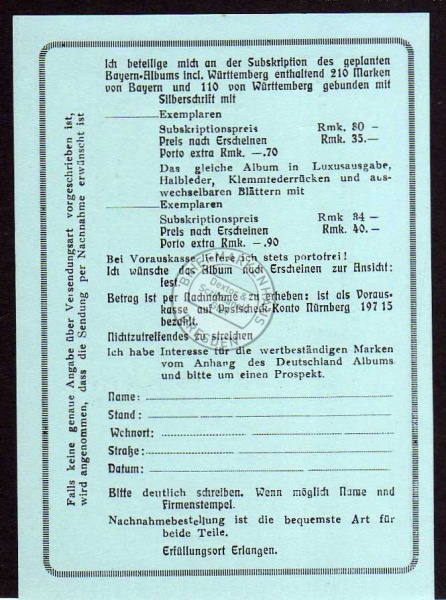 Ich beteilige mich an der Subskription des geplanten
Bayern-Albums incl. Württemberg enthaltend 210 Marken
von Bayern und 110 von Württemberg gebunden mit
Silberschrift mit
Exemplaren
Subskriptionspreis Rmk. 30 —
Preis nach Erscheinen Rmk. 35.—
Porto extra Rmk. —.70
Das gleiche Album in Luxusausgabe,
Halbleder, Klemmtederrücken und aus-
wechselbaren Blättern mit
Exemplaren
Subskriptionspreis Rmk 34 —
Preis nach Erscheinen Rmk. 40.—
Porto extra Rmk. —.90
Bei Vorauskasse liefere ich stets portofrei!
Ich wünsche das Album nach Erscheinen zur Ansicht:
fest.
Betrag ist per Nachnahme zu erheben: ist als Voraus-
kasse auf Postscheck-Konto Nürnberg 197 15
bezahlt.
Nichtzutreffendes zu streichen
Ich habe Interesse für die wertbeständigen Marken
vom Anhang des Deutschland Albums
und bitte um einen Prospekt.
Name:
Stand:
Wohnort:
Straße:
Datum:
Bitte deutlich schreiben. Wenn möglich Name und
Firmenstempel.
Nachnahmebestellung ist die bequemste Art für
beide Teile.
Erfüllungsort Erlangen.
Falls keine genaue Angabe über Versendungsart vorgeschrieben ist,
wird angenommen, dass die Sendung per Nachnahme erwünscht ist